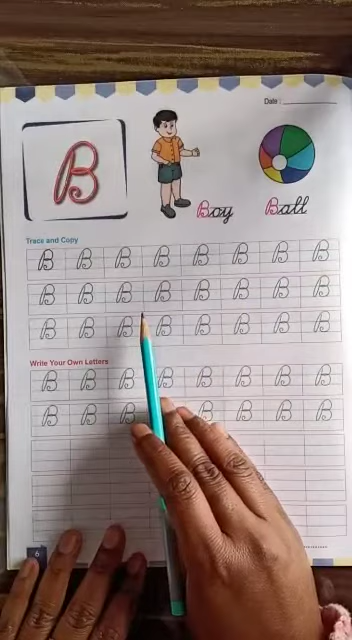 Date :
B
Boy Ball
Trace and Copy
B B B B B B B B
B B B B B B B B
B B B B B B B B
Write Your Own Letters
B B B B B B B B
B B B B B B B
6